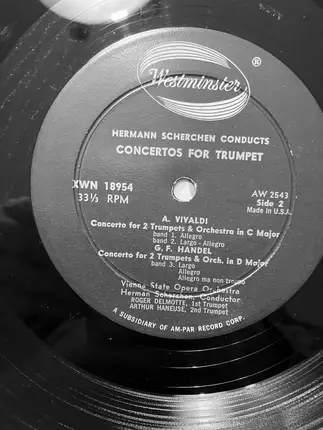 Westminster
®
HERMANN SCHERCHEN CONDUCTS
CONCERTOS FOR TRUMPET
XWN 18954
33⅓ RPM
AW 2543
Side 2
Made in U.S.A.
A. VIVALDI
Concerto for 2 Trumpets & Orchestra in C Major
band 1. Allegro
band 2. Largo - Allegro
G. F. HANDEL
Concerto for 2 Trumpets & Orch. in D Major
band 3. Largo
Allegro
Allegro ma non troppo
Vienna State Opera Orchestra
Herman Scherchen, Conductor
ROGER DELMOTTE, 1st Trumpet
ARTHUR HANEUSE, 2nd Trumpet
A SUBSIDIARY OF AM-PAR RECORD CORP.